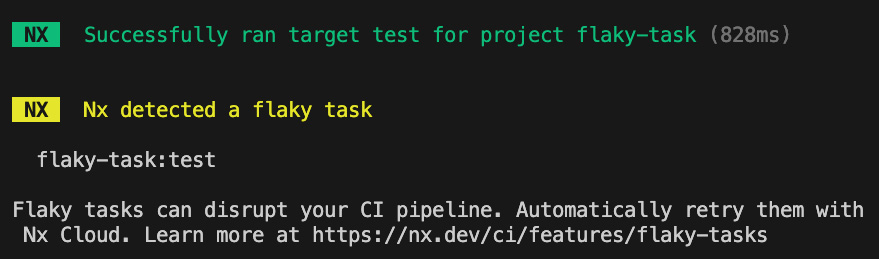 NX Successfully ran target test for project flaky-task (828ms)
NX Nx detected a flaky task
flaky-task:test
Flaky tasks can disrupt your CI pipeline. Automatically retry them with
Nx Cloud. Learn more at https://nx.dev/ci/features/flaky-tasks